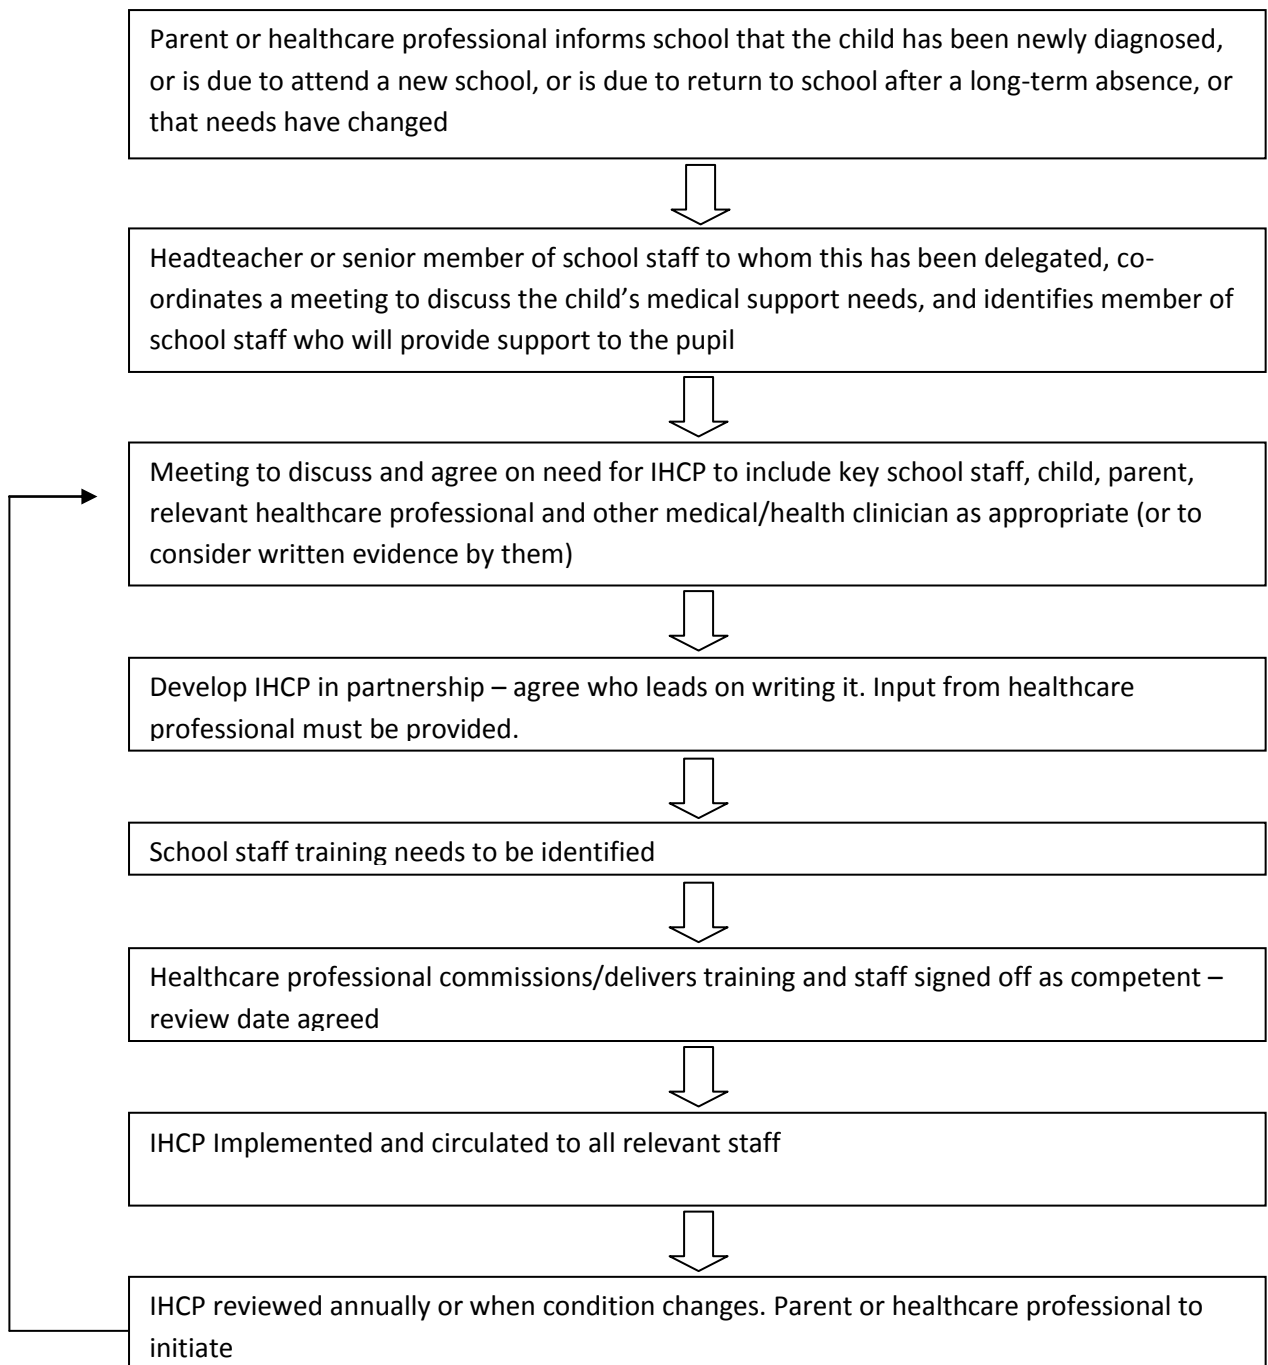 Parent or healthcare professional informs school that the child has been newly diagnosed,
or is due to attend a new school, or is due to return to school after a long-term absence, or
that needs have changed
Headteacher or senior member of school staff to whom this has been delegated, co-
ordinates a meeting to discuss the child’s medical support needs, and identifies member of
school staff who will provide support to the pupil
Meeting to discuss and agree on need for IHCP to include key school staff, child, parent,
relevant healthcare professional and other medical/health clinician as appropriate (or to
consider written evidence by them)
Develop IHCP in partnership – agree who leads on writing it. Input from healthcare
professional must be provided.
School staff training needs to be identified
Healthcare professional commissions/delivers training and staff signed off as competent –
review date agreed
IHCP Implemented and circulated to all relevant staff
IHCP reviewed annually or when condition changes. Parent or healthcare professional to
initiate